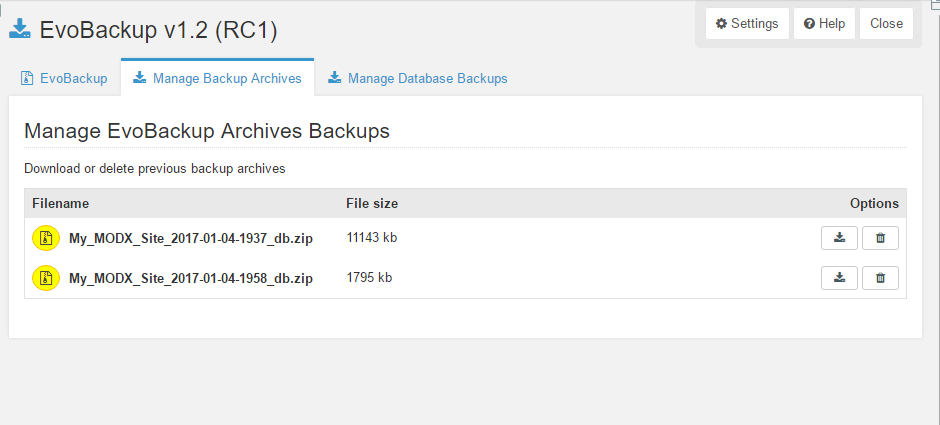 EvoBackup v1.2 (RC1)
Settings Help Close
EvoBackup Manage Backup Archives Manage Database Backups
Manage EvoBackup Archives Backups
Download or delete previous backup archives
Filename File size Options
My_MODX_Site_2017-01-04-1937_db.zip 11143 kb
My_MODX_Site_2017-01-04-1958_db.zip 1795 kb